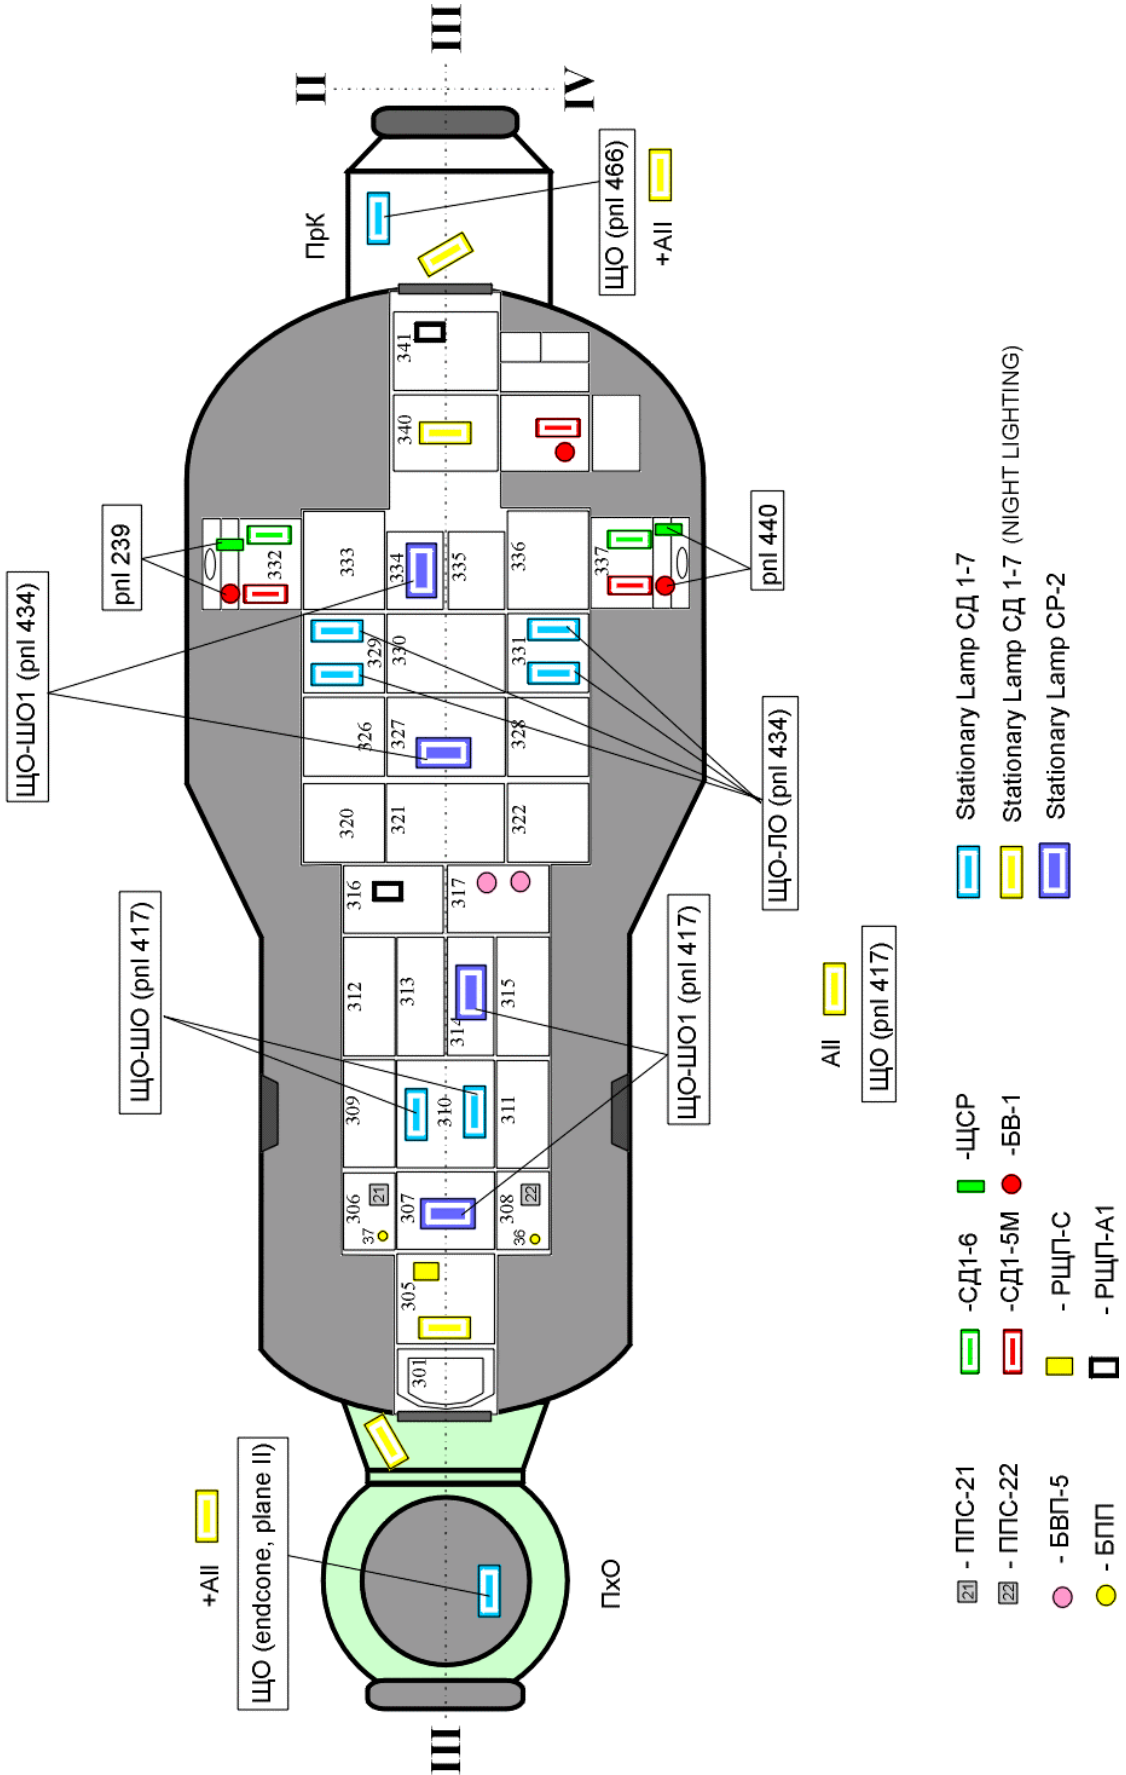 ЩО-ШО1 (pnl 434)
pnl 239
ЩО-ШО (pnl 417)
+All
ЩО (endcone, plane II)
III
II
IV
III
ПрК
ЩО (pnl 466)
+All
ПхО
301
305
306
37
21
307
308
36
22
309
310
311
312
313
314
315
316
317
320
321
322
326
327
328
329
330
331
332
333
334
335
336
337
340
341
pnl 440
ЩО-ЛО (pnl 434)
ЩО-ШО1 (pnl 417)
All
ЩО (pnl 417)
21 - ППС-21
22 - ППС-22
- БВП-5
- БПП
-СД1-6
-СД1-5М
- РЩП-С
- РЩП-А1
-ЩСР
-БВ-1
Stationary Lamp СД 1-7
Stationary Lamp СД 1-7 (NIGHT LIGHTING)
Stationary Lamp СР-2